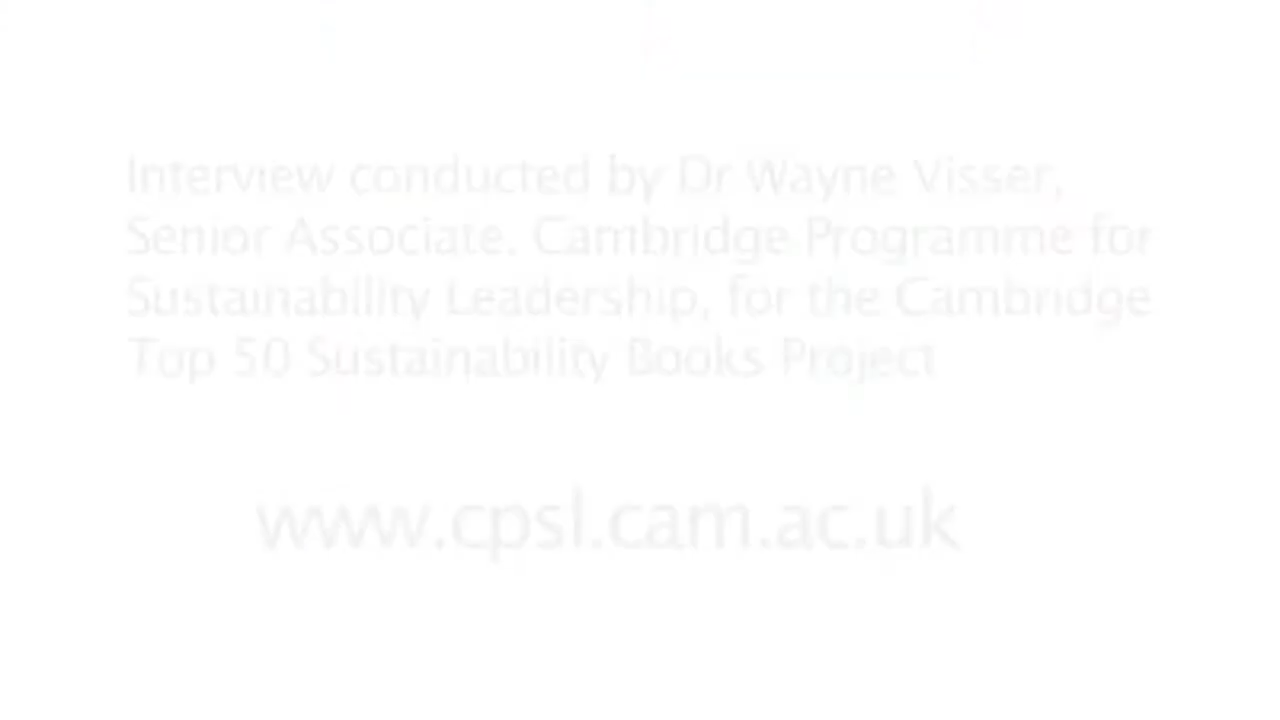 Interview conducted by Dr Wayne Visser,
Senior Associate. Cambridge Programme for
Sustainability Leadership, for the Cambridge
Top 50 Sustainability Books Project
www.cpsl.cam.ac.uk